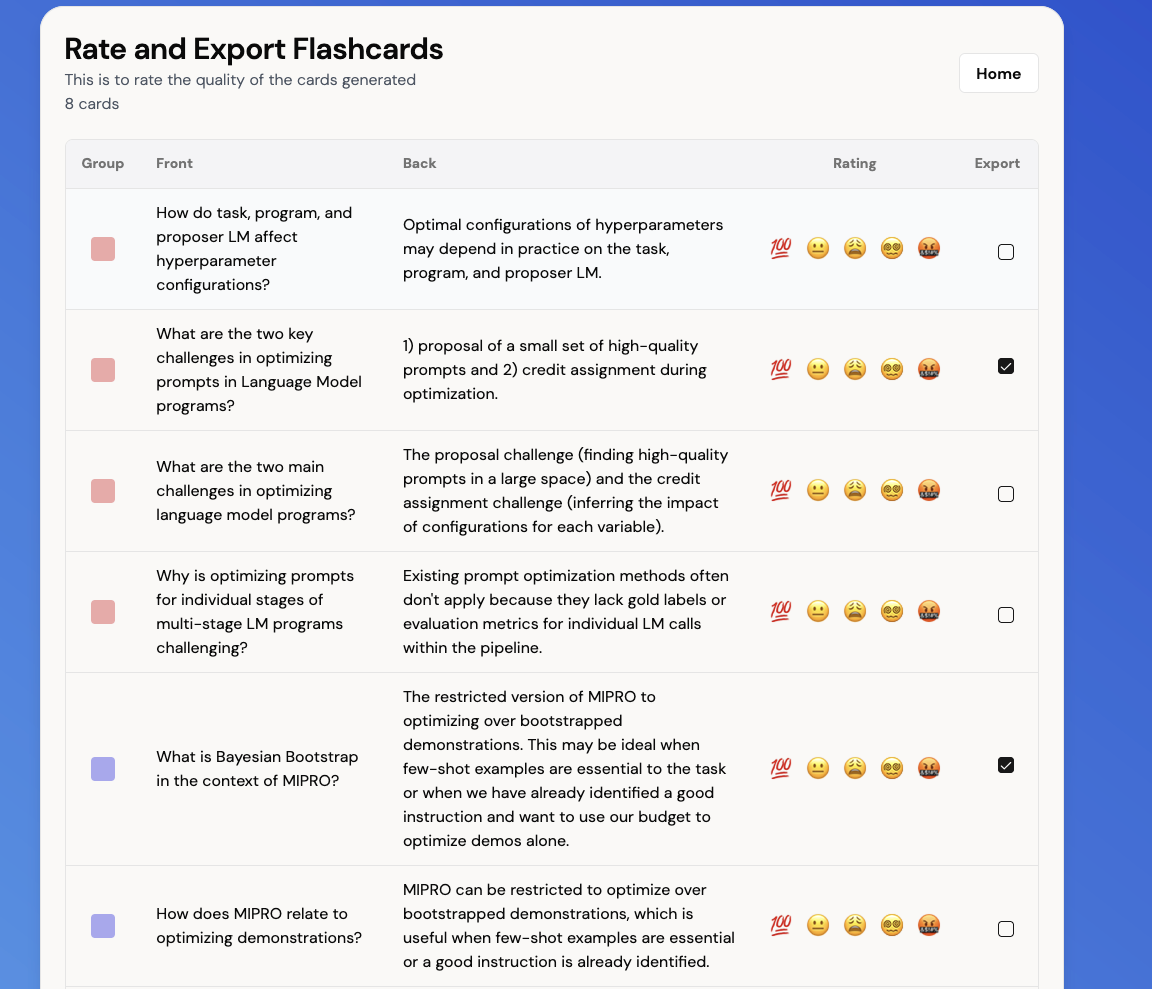 Rate and Export Flashcards
This is to rate the quality of the cards generated
8 cards
Home
Group Front Back Rating Export
How do task, program, and
proposer LM affect
hyperparameter
configurations?
Optimal configurations of hyperparameters
may depend in practice on the task,
program, and proposer LM.
What are the two key
challenges in optimizing
prompts in Language Model
programs?
1) proposal of a small set of high-quality
prompts and 2) credit assignment during
optimization.
What are the two main
challenges in optimizing
language model programs?
The proposal challenge (finding high-quality
prompts in a large space) and the credit
assignment challenge (inferring the impact
of configurations for each variable).
Why is optimizing prompts
for individual stages of
multi-stage LM programs
challenging?
Existing prompt optimization methods often
don't apply because they lack gold labels or
evaluation metrics for individual LM calls
within the pipeline.
What is Bayesian Bootstrap
in the context of MIPRO?
The restricted version of MIPRO to
optimizing over bootstrapped
demonstrations. This may be ideal when
few-shot examples are essential to the task
or when we have already identified a good
instruction and want to use our budget to
optimize demos alone.
How does MIPRO relate to
optimizing demonstrations?
MIPRO can be restricted to optimize over
bootstrapped demonstrations, which is
useful when few-shot examples are essential
or a good instruction is already identified.